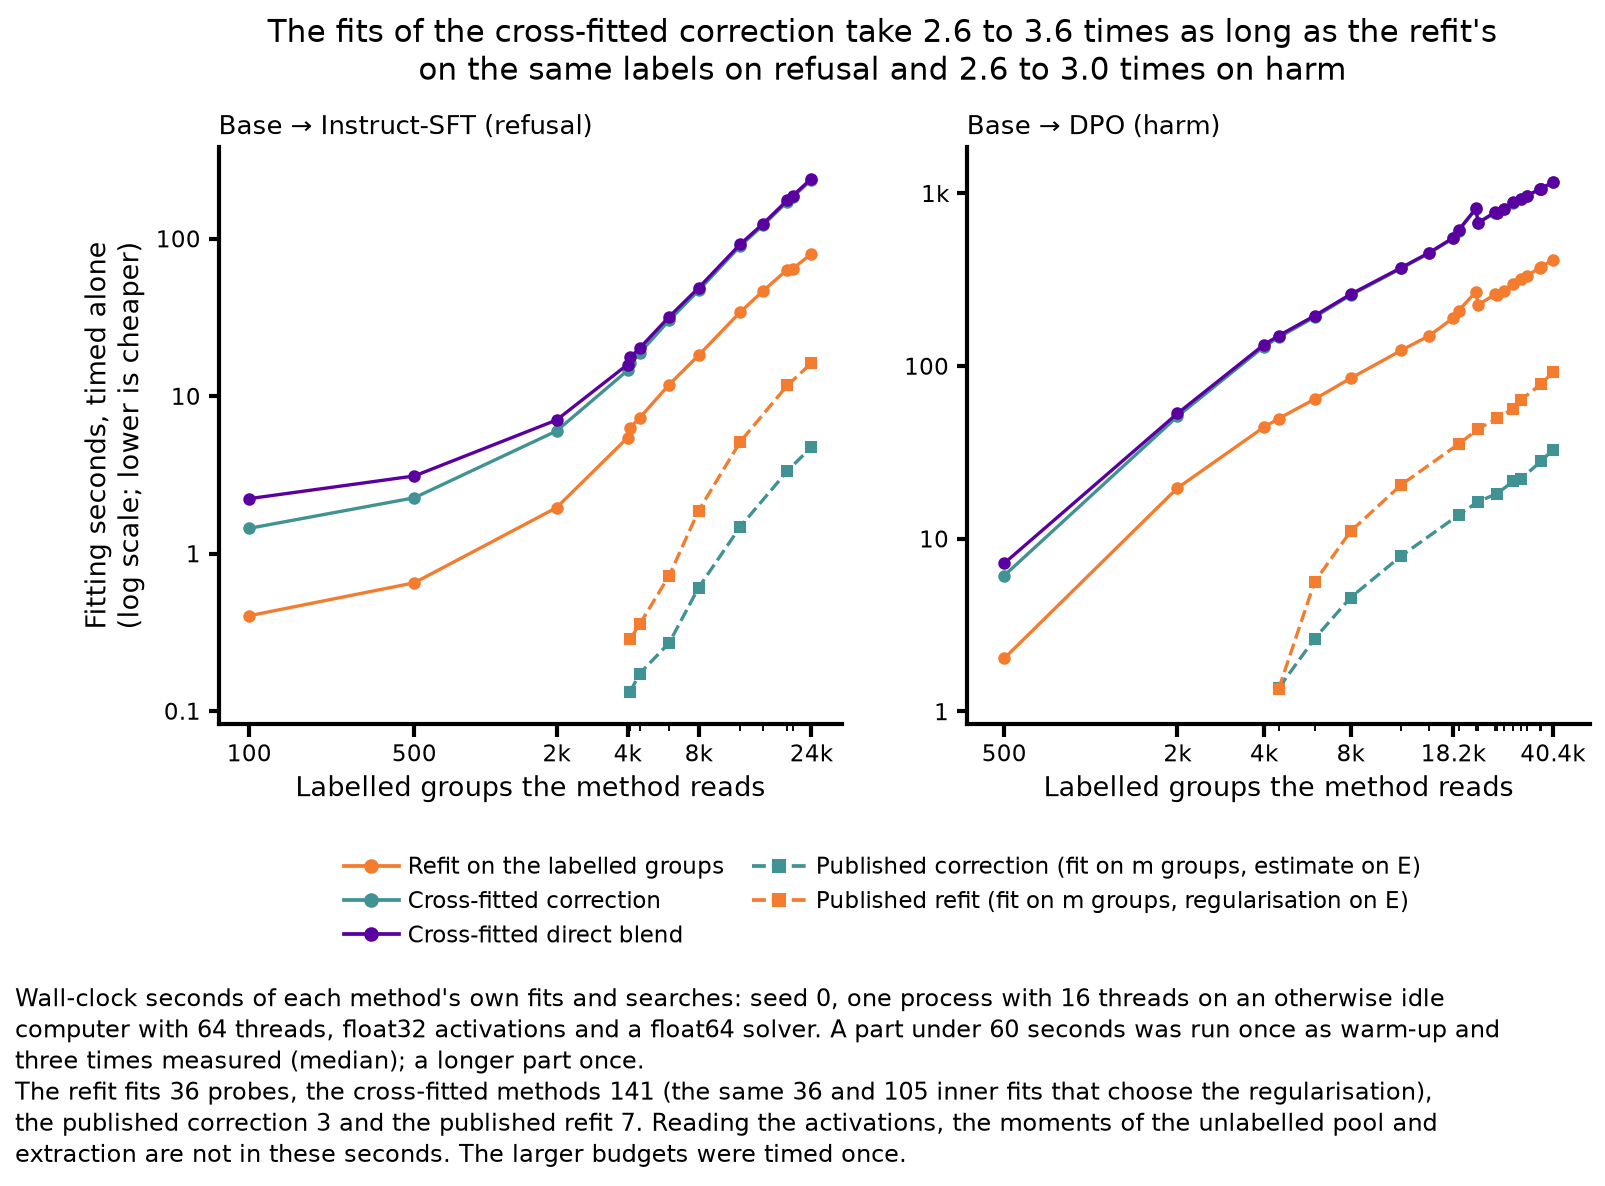 The fits of the cross-fitted correction take 2.6 to 3.6 times as long as the refit's
on the same labels on refusal and 2.6 to 3.0 times on harm
Base → Instruct-SFT (refusal)
Base → DPO (harm)
Fitting seconds, timed alone
(log scale; lower is cheaper)
100
10
1
0.1
100
500
2k
4k
8k
24k
Labelled groups the method reads
1k
100
10
1
500
2k
4k
8k
18.2k
40.4k
Labelled groups the method reads
Refit on the labelled groups
Cross-fitted correction
Cross-fitted direct blend
Published correction (fit on m groups, estimate on E)
Published refit (fit on m groups, regularisation on E)
Wall-clock seconds of each method's own fits and searches: seed 0, one process with 16 threads on an otherwise idle
computer with 64 threads, float32 activations and a float64 solver. A part under 60 seconds was run once as warm-up and
three times measured (median); a longer part once.
The refit fits 36 probes, the cross-fitted methods 141 (the same 36 and 105 inner fits that choose the regularisation),
the published correction 3 and the published refit 7. Reading the activations, the moments of the unlabelled pool and
extraction are not in these seconds. The larger budgets were timed once.